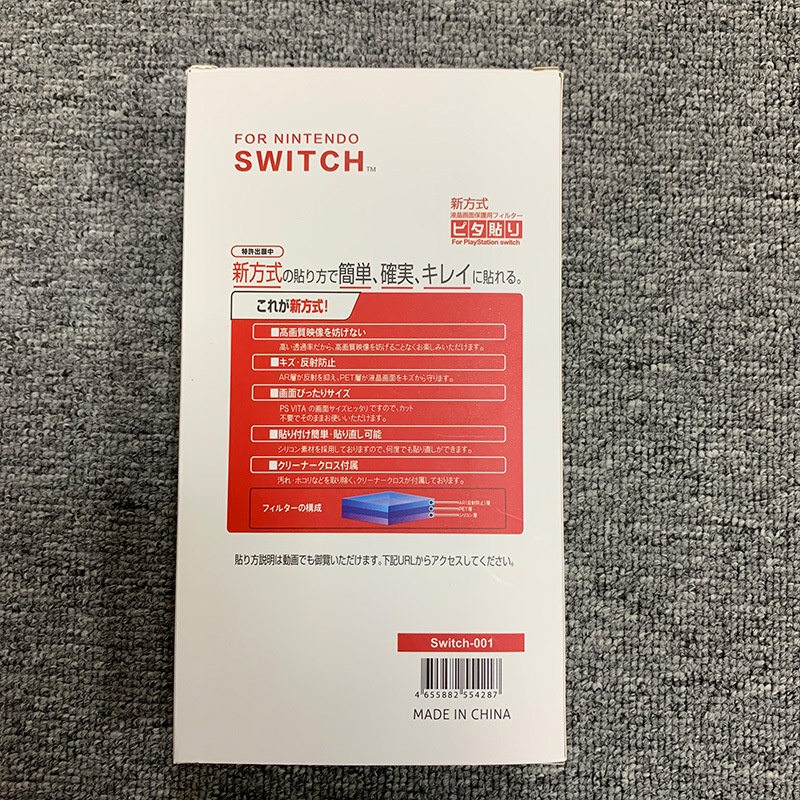 FOR NINTENDO
SWITCH™
新方式
液晶画面保護用フィルター
ピタ貼り
For PlayStation switch
特許出願中
新方式の貼り方で簡単、確実、キレイに貼れる。
これが新方式!
■高画質映像を妨げない
高い透過率だから、高画質映像を妨げることなくお楽しみいただけます。
■キズ・反射防止
AR層が反射を抑え、PET層が液晶画面をキズから守ります。
■画面ぴったりサイズ
PS VITA の画面サイズピッタリですので、カット
不要でそのままお使いいただけます。
■貼り付け簡単・貼り直し可能
シリコン素材を採用しておりますので、何度でも貼り直しができます。
■クリーナークロス付属
汚れ・ホコリなどを取り除く、クリーナークロスが付属しております。
フィルターの構成
AR(反射防止)層
PET層
シリコン層
貼り方説明は動画でも御覧いただけます。下記URLからアクセスしてください。
Switch-001
4 655882 554287
MADE IN CHINA